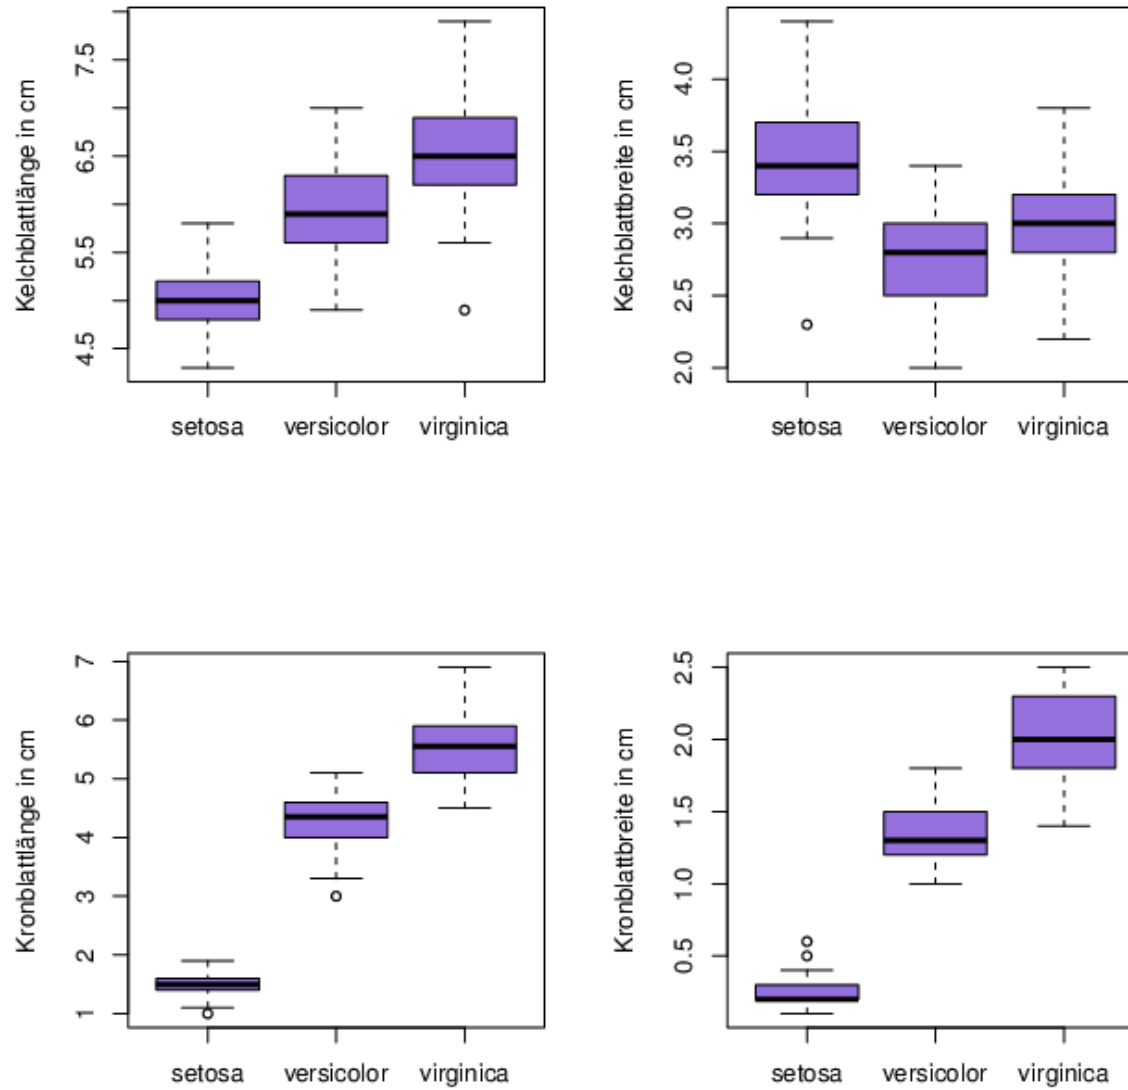 Kelchblattlänge in cm
7.5
6.5
5.5
4.5
setosa versicolor virginica
Kelchblattbreite in cm
4.0
3.5
3.0
2.5
2.0
setosa versicolor virginica
Kronblattlänge in cm
7
6
5
4
3
2
1
setosa versicolor virginica
Kronblattbreite in cm
2.5
2.0
1.5
1.0
0.5
setosa versicolor virginica